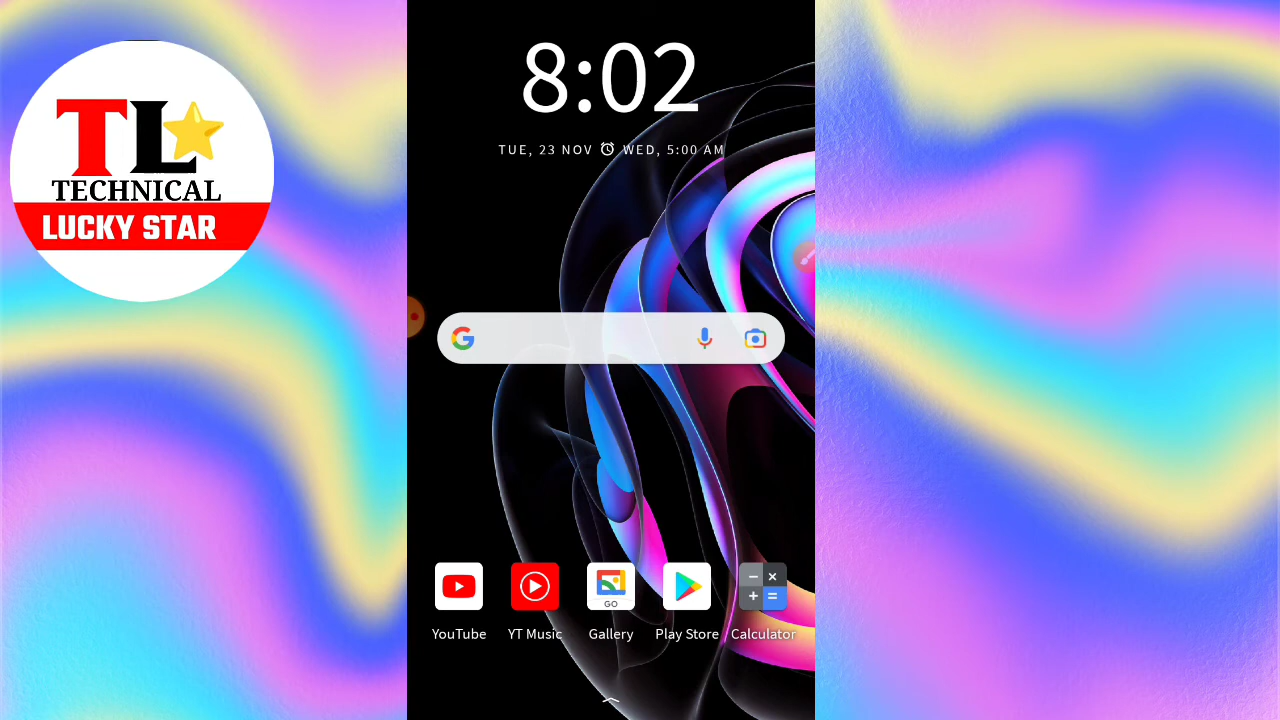 TL
TECHNICAL
LUCKY STAR
8:02
TUE, 23 NOV WED, 5:00 AM
G
GO
YouTube YT Music Gallery Play Store Calculator